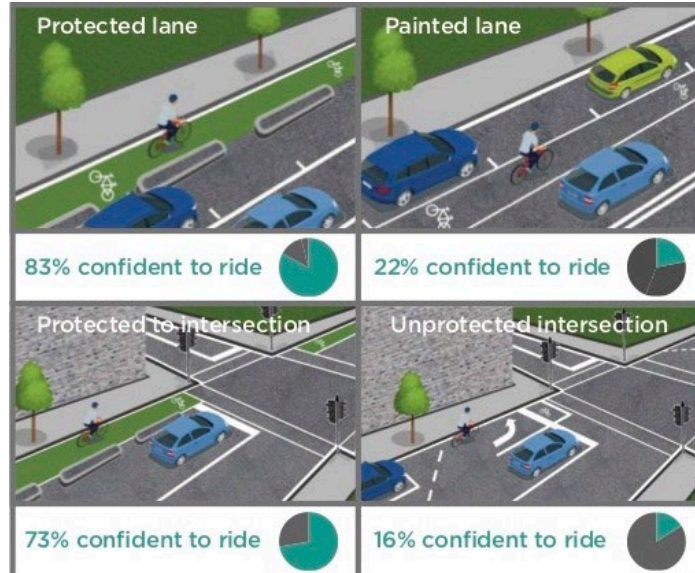 Protected lane
Painted lane
83% confident to ride
22% confident to ride
Protected to intersection
Unprotected intersection
73% confident to ride
16% confident to ride